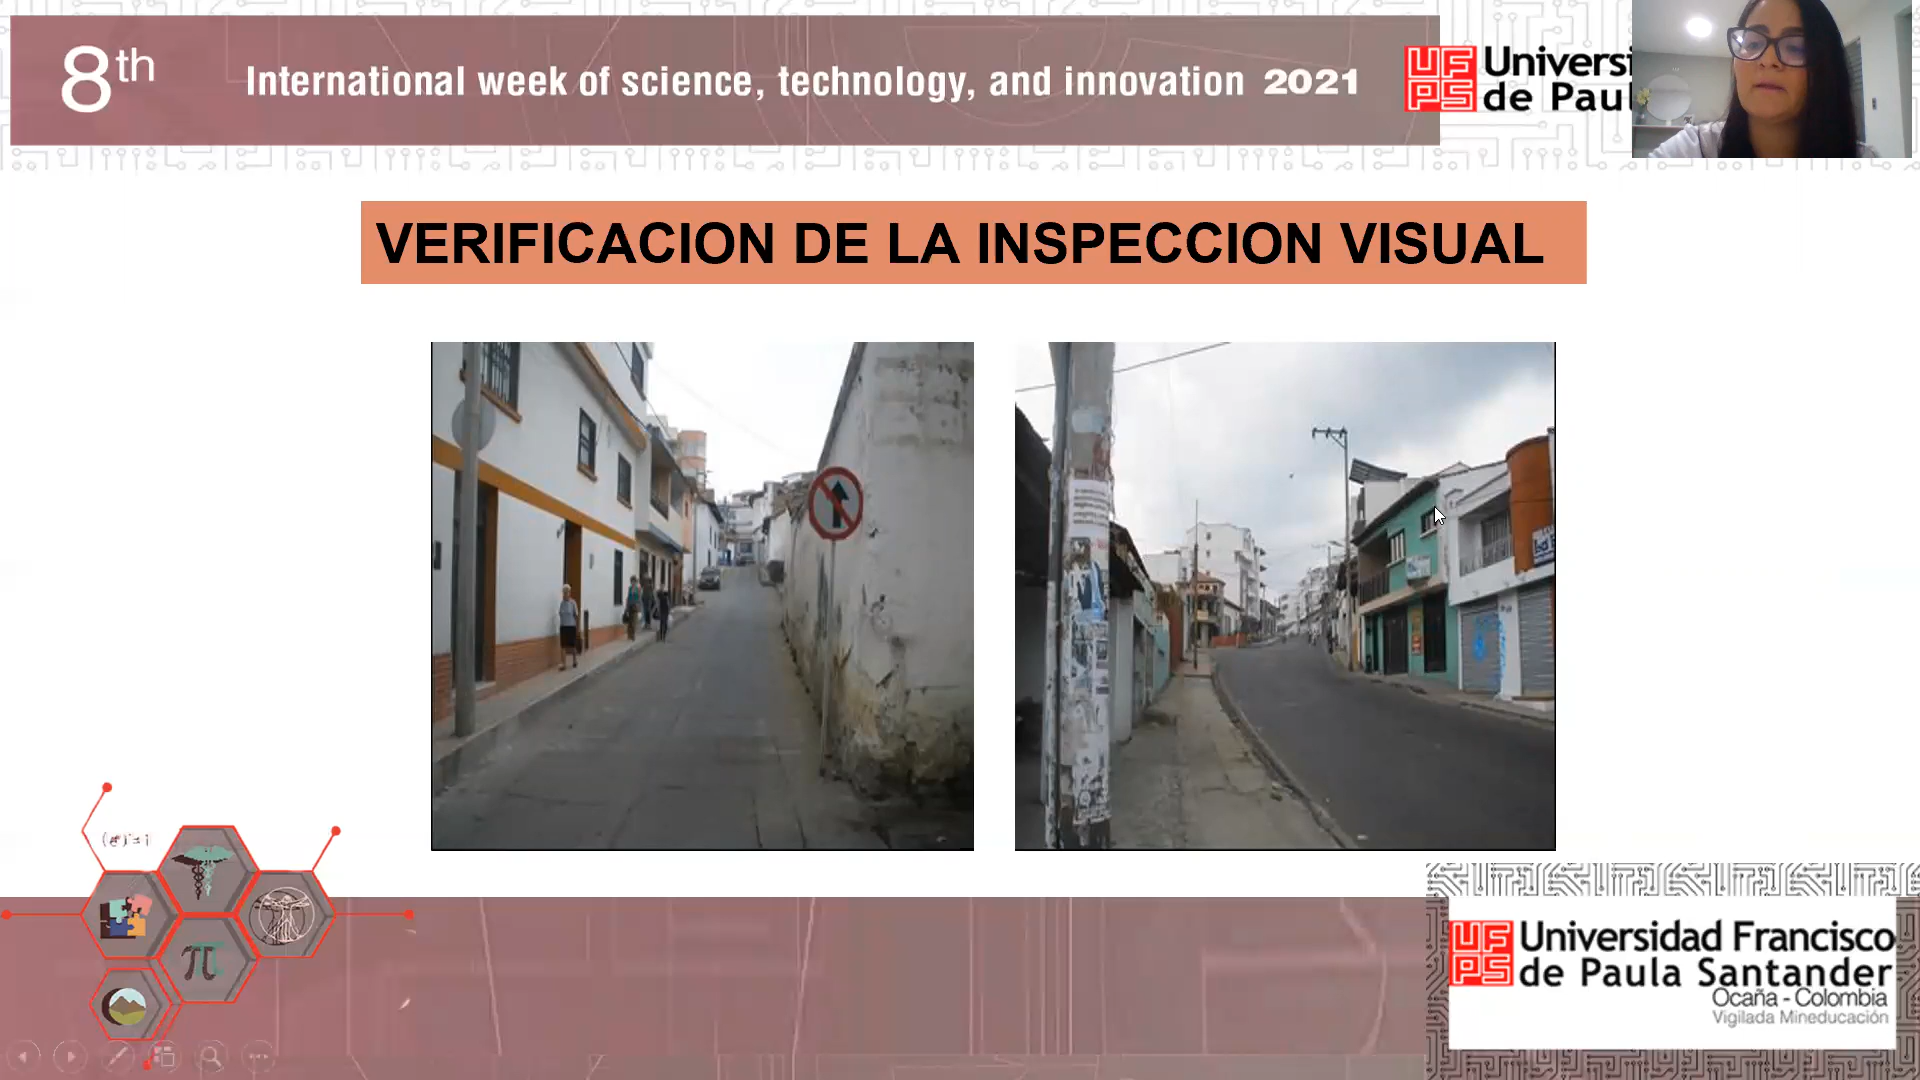 8th
International week of science, technology, and innovation 2021
UFPS
Universi
de Paul
VERIFICACION DE LA INSPECCION VISUAL
π
UFPS
Universidad Francisco
de Paula Santander
Ocaña - Colombia
Vigilada Mineducación